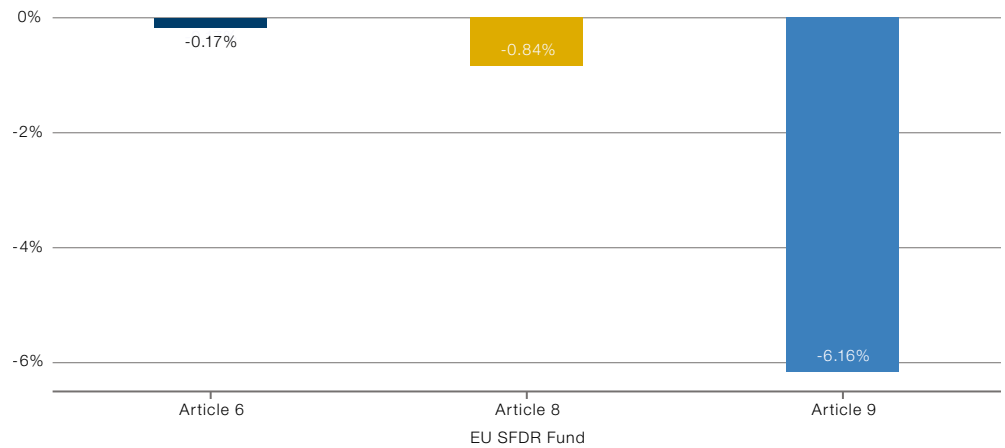 0%
-0.17%
-0.84%
-2%
-4%
-6.16%
-6%
Article 6
Article 8
Article 9
EU SFDR Fund